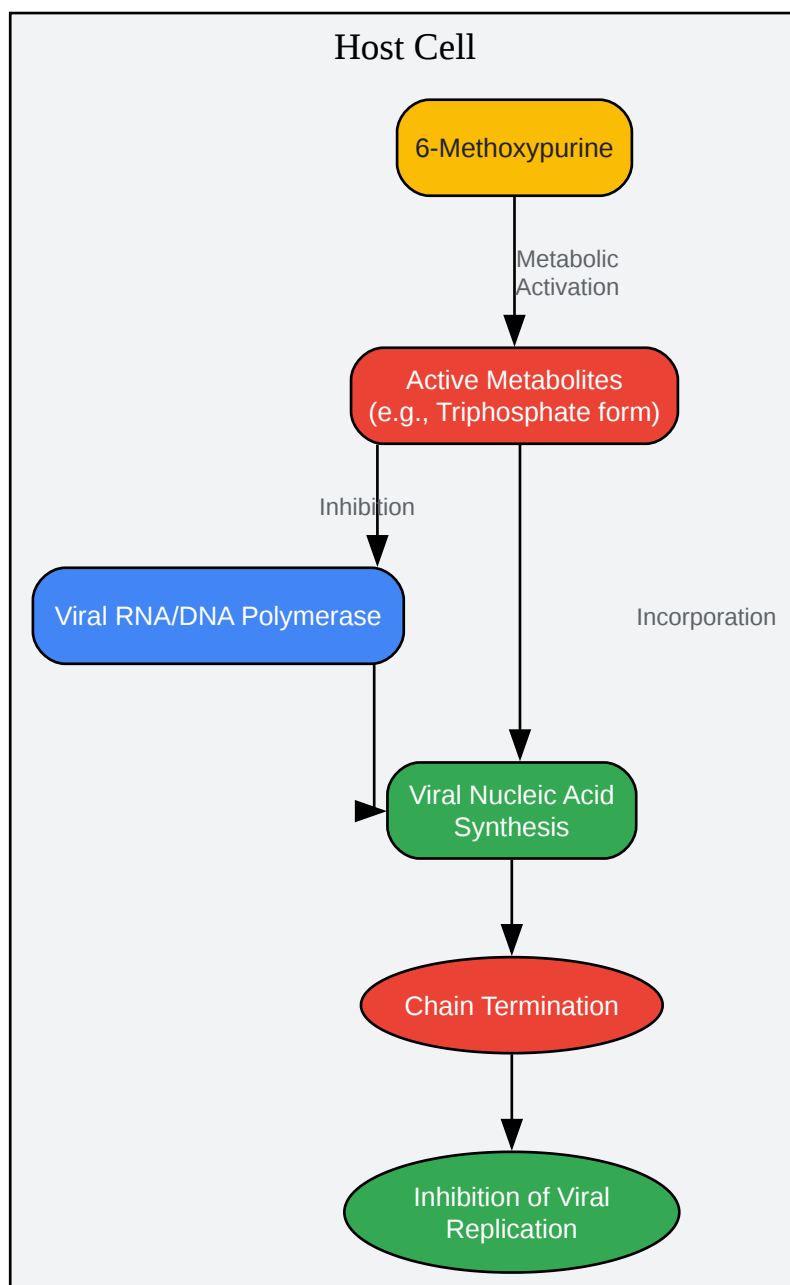 Host Cell
6-Methoxypurine
Metabolic
Activation
Active Metabolites
(e.g., Triphosphate form)
Inhibition
Viral RNA/DNA Polymerase
Incorporation
Viral Nucleic Acid
Synthesis
Chain Termination
Inhibition of Viral
Replication